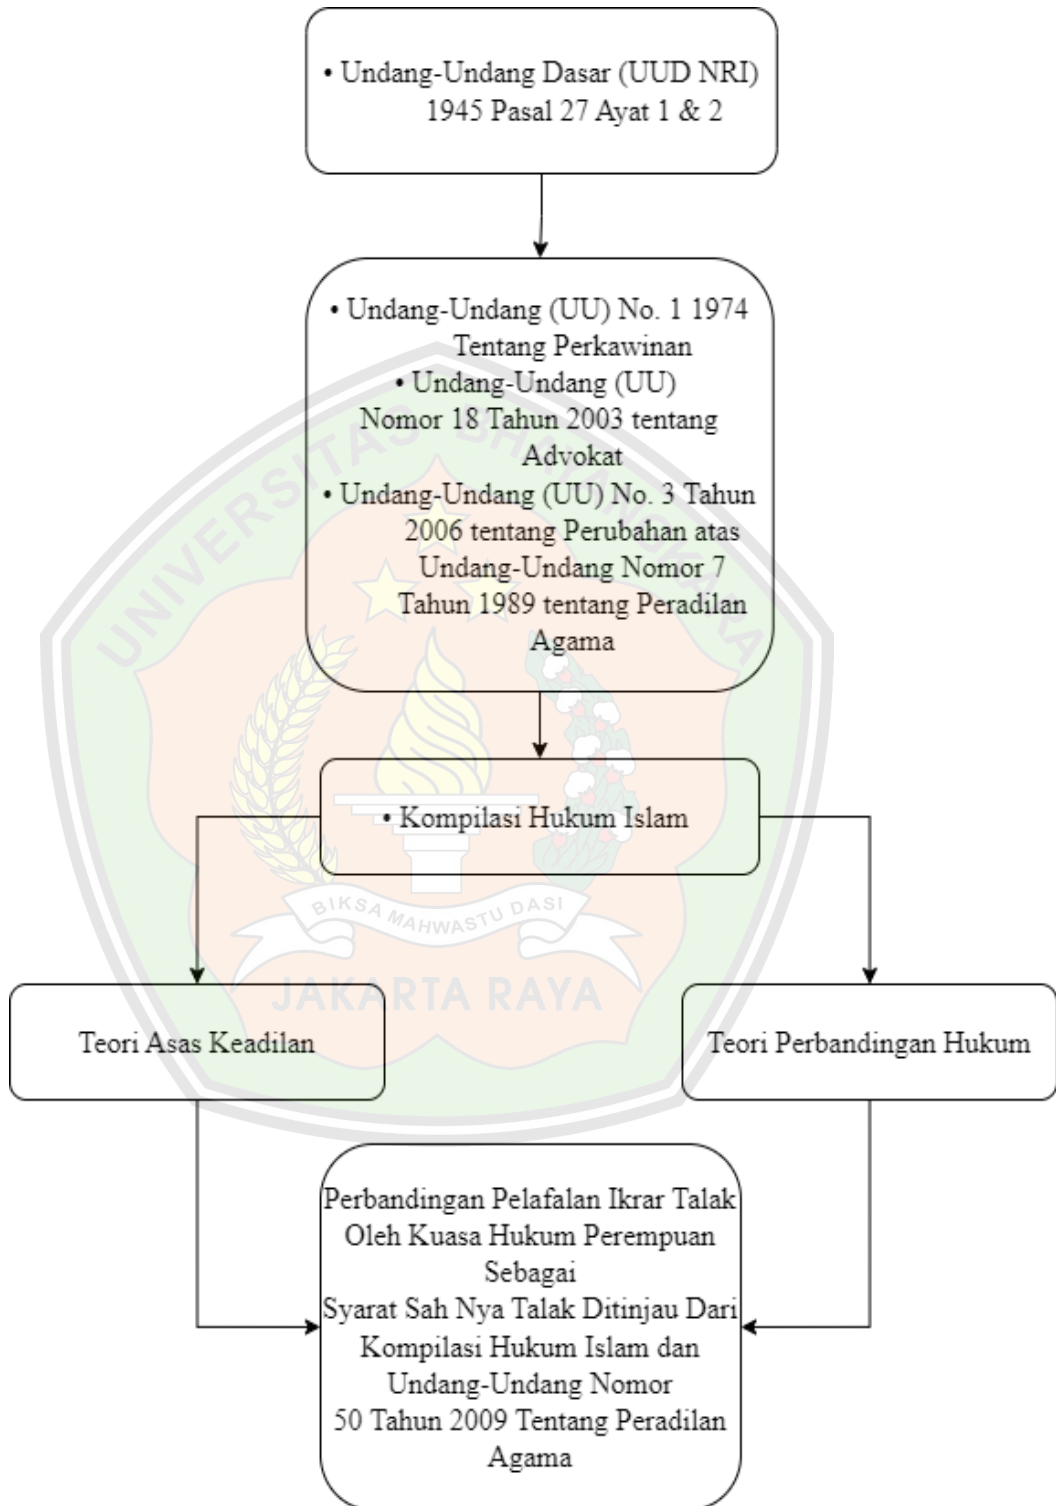 • Undang-Undang Dasar (UUD NRI)
1945 Pasal 27 Ayat 1 & 2
• Undang-Undang (UU) No. 1 1974
Tentang Perkawinan
• Undang-Undang (UU)
Nomor 18 Tahun 2003 tentang
Advokat
• Undang-Undang (UU) No. 3 Tahun
2006 tentang Perubahan atas
Undang-Undang Nomor 7
Tahun 1989 tentang Peradilan
Agama
UNIVERSITAS BHAYANGKARA
• Kompilasi Hukum Islam
BIKSA MAHWASTU DASI
JAKARTA RAYA
Teori Asas Keadilan
Teori Perbandingan Hukum
Perbandingan Pelafalan Ikrar Talak
Oleh Kuasa Hukum Perempuan
Sebagai
Syarat Sah Nya Talak Ditinjau Dari
Kompilasi Hukum Islam dan
Undang-Undang Nomor
50 Tahun 2009 Tentang Peradilan
Agama